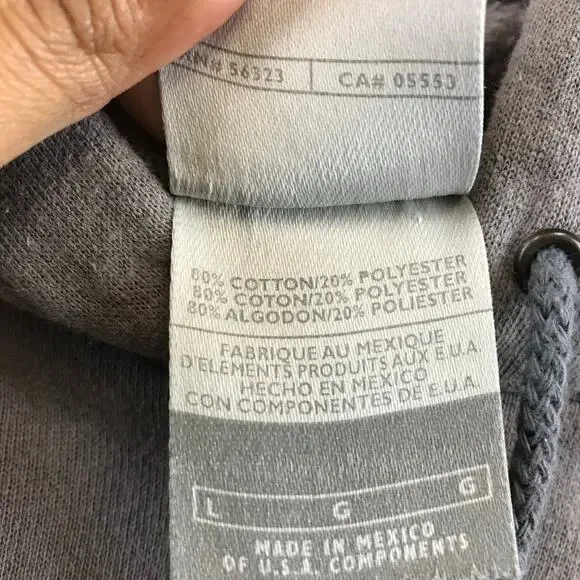 RN# 56323 | CA# 05553
80% COTTON/20% POLYESTER
80% COTON/20% POLYESTER
80% ALGODON/20% POLIESTER
FABRIQUE AU MEXIQUE
D'ELEMENTS PRODUITS AUX E.U.A.
HECHO EN MEXICO
CON COMPONENTES DE E.U.A.
L G G
MADE IN MEXICO
OF U.S.A. COMPONENTS